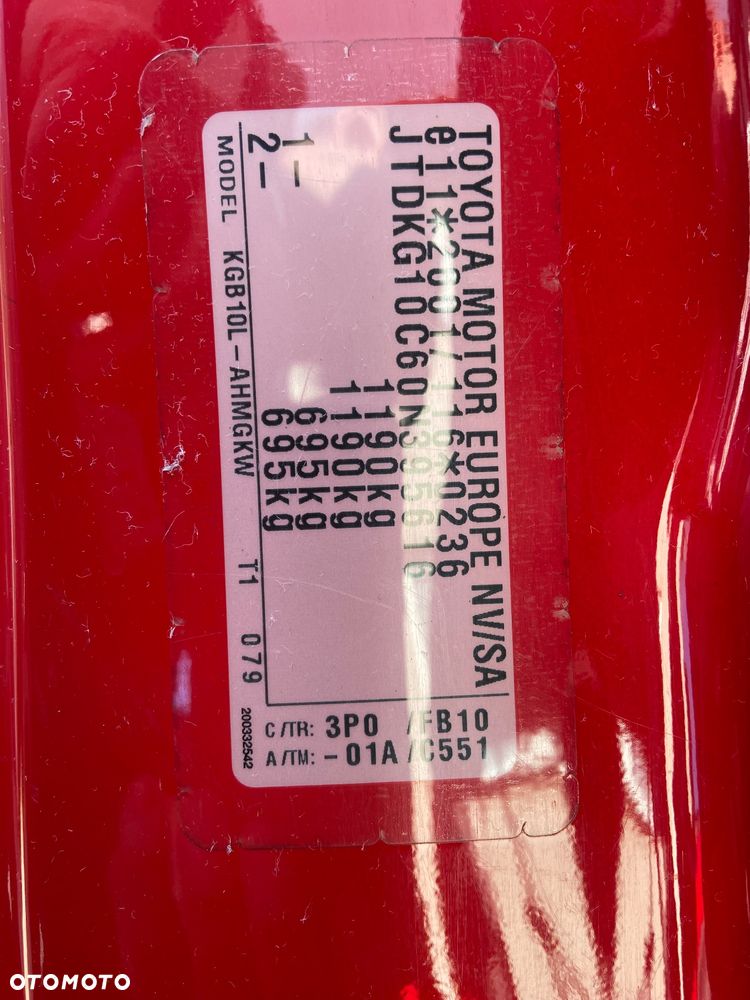 TOYOTA MOTOR EUROPE NV/SA
e11*2001/116*0236
JTDKG10C60N395616
1190kg
1190kg
1- 695kg
2- 695kg
MODEL KGB10L-AHMGKW T1 079
C/TR: 3P0 /FB10
A/TM: -01A/C551
200332542
OTOMOTO